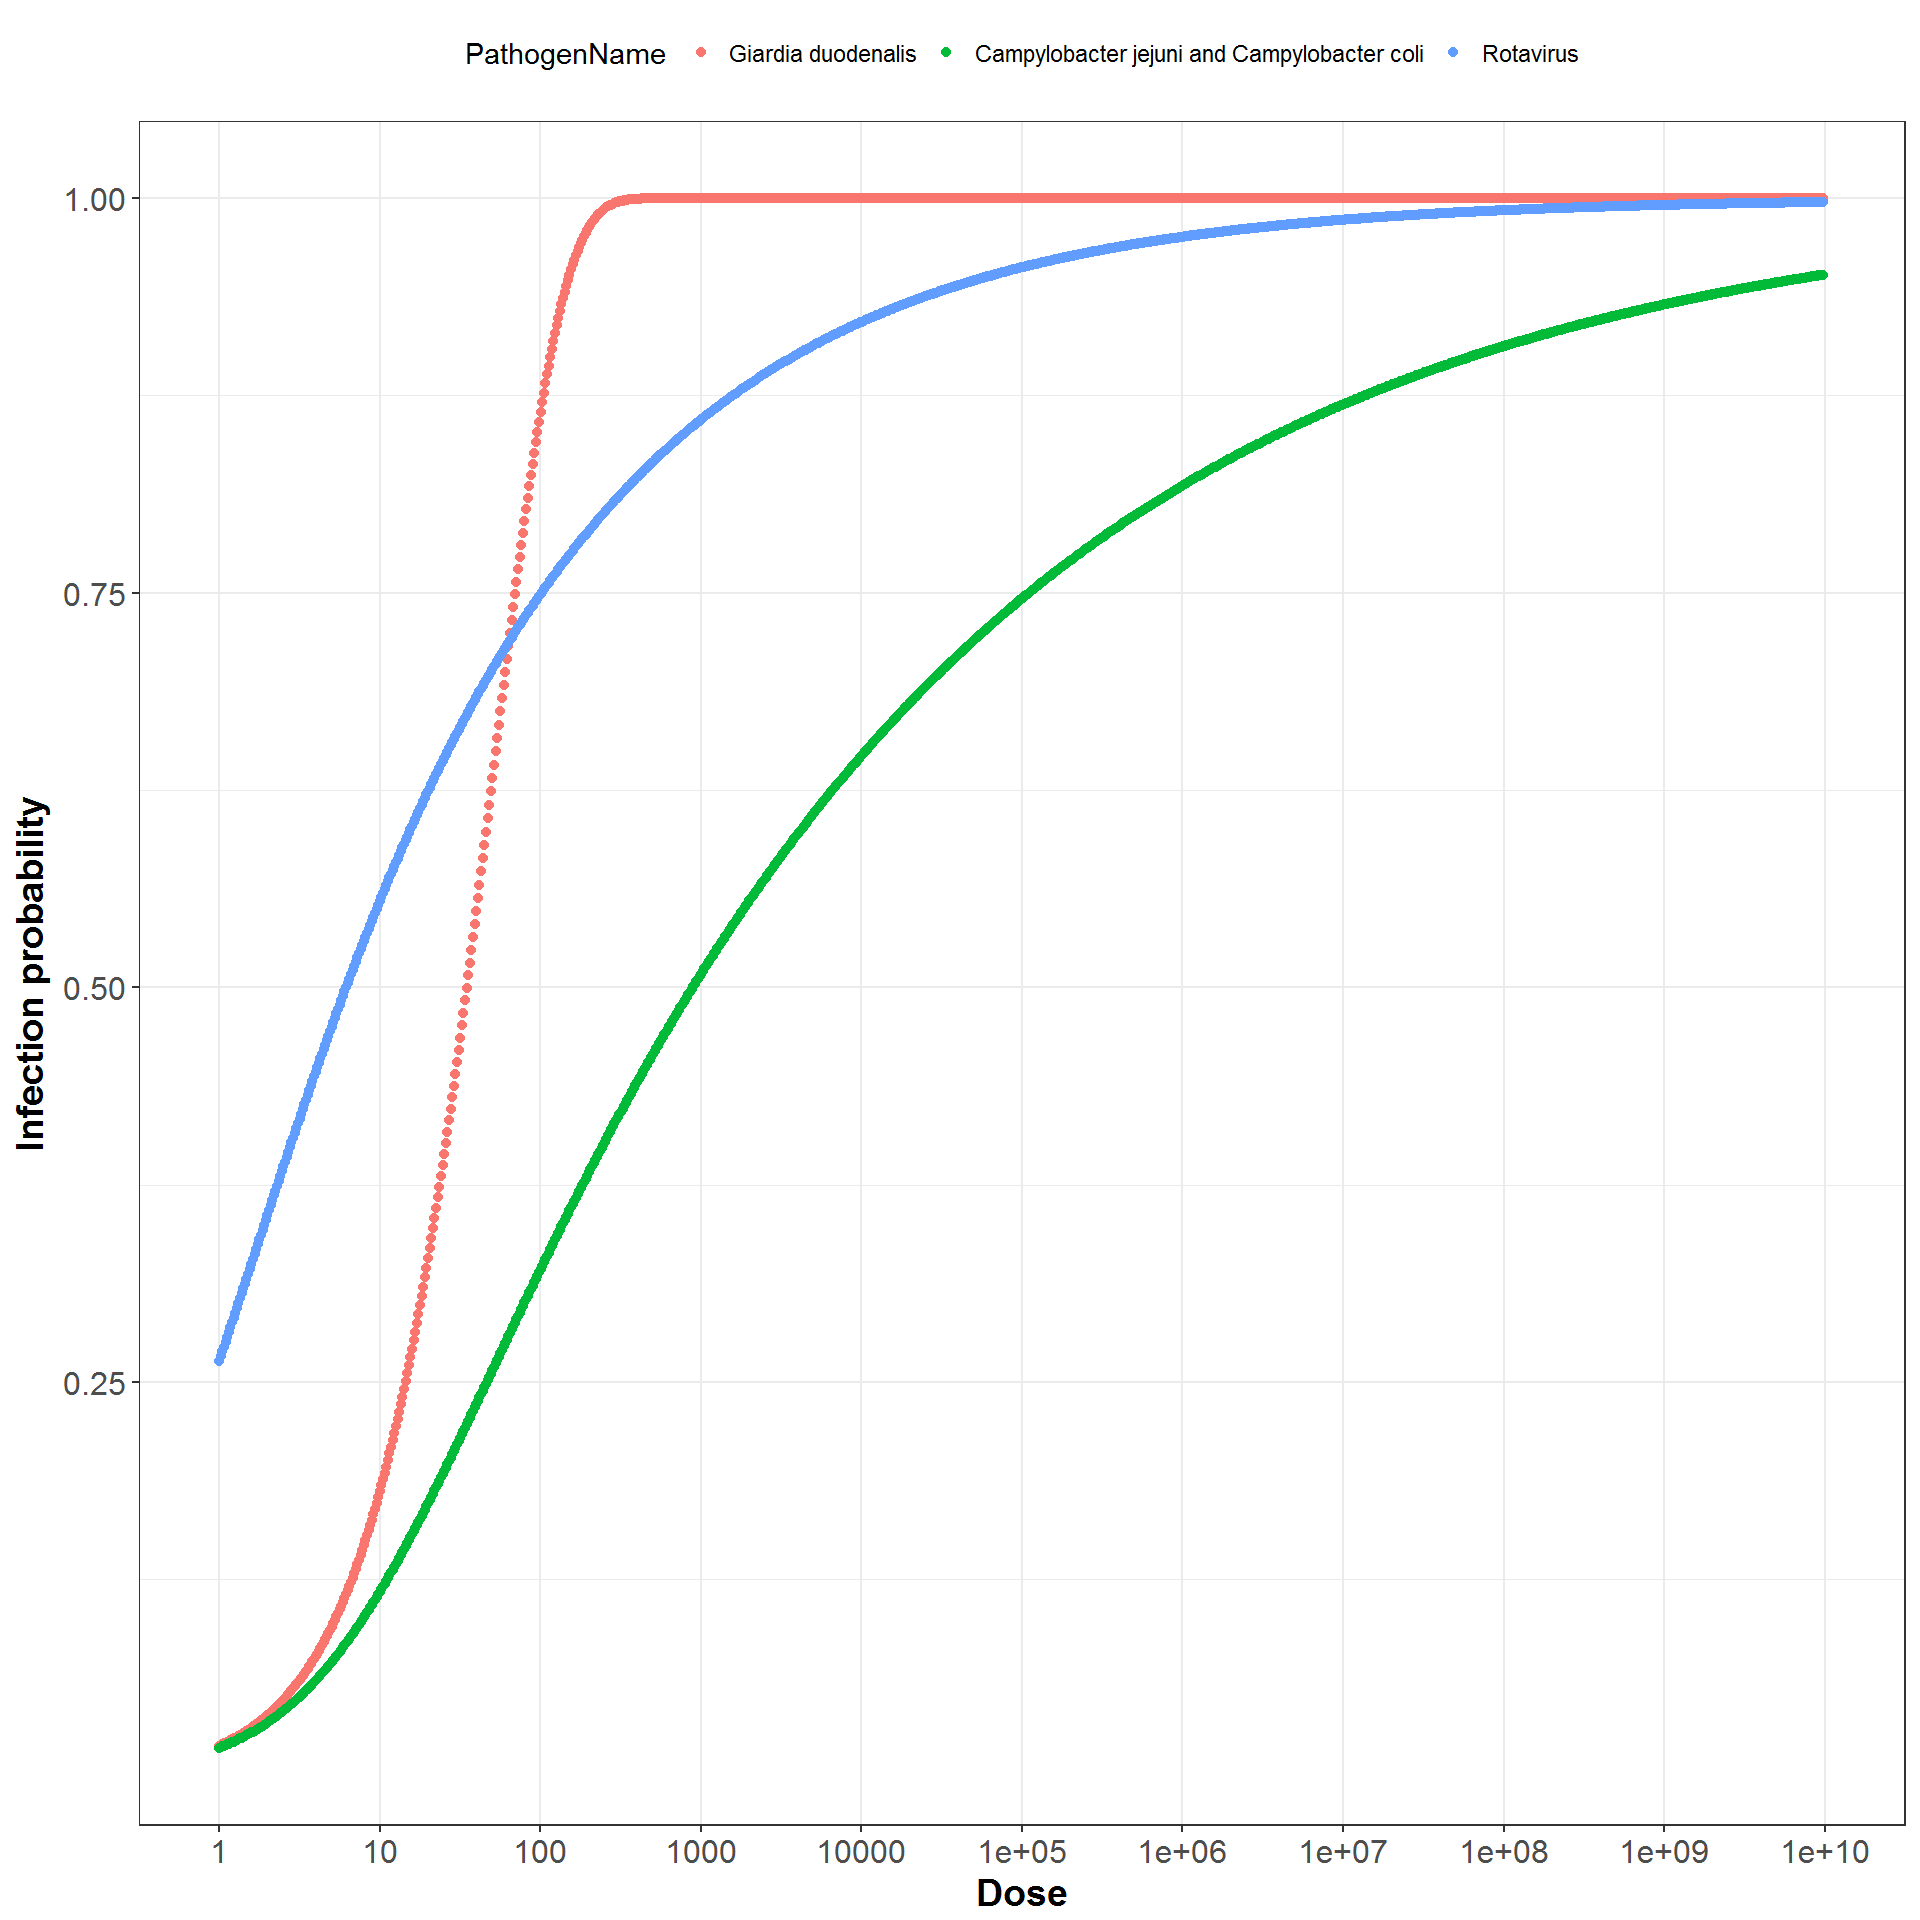 PathogenName Giardia duodenalis Campylobacter jejuni and Campylobacter coli Rotavirus
Infection probability
1.00
0.75
0.50
0.25
1 10 100 1000 10000 1e+05 1e+06 1e+07 1e+08 1e+09 1e+10
Dose